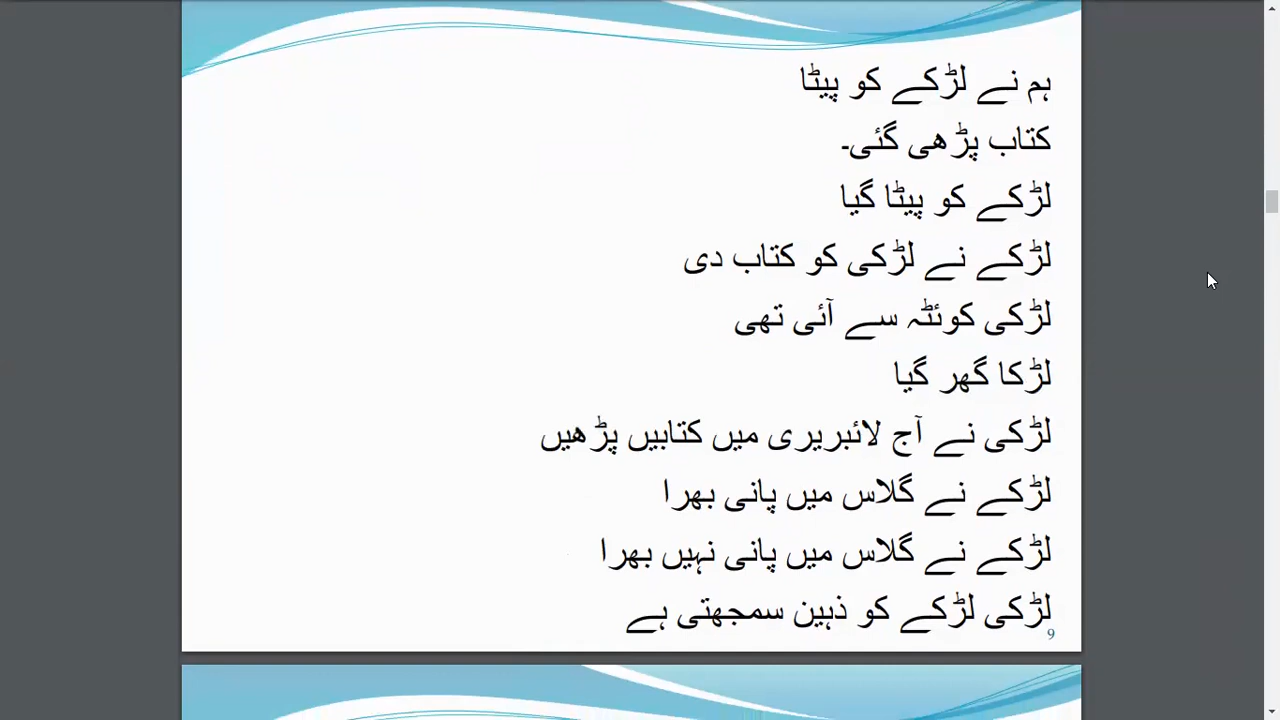 ہم نے لڑکے کو پیٹا
کتاب پڑھی گئی۔
لڑکے کو پیٹا گیا
لڑکے نے لڑکی کو کتاب دی
لڑکی کوئٹہ سے آئی تھی
لڑکا گھر گیا
لڑکی نے آج لائبریری میں کتابیں پڑھیں
لڑکے نے گلاس میں پانی بھرا
لڑکے نے گلاس میں پانی نہیں بھرا
لڑکی لڑکے کو ذہین سمجھتی ہے
9